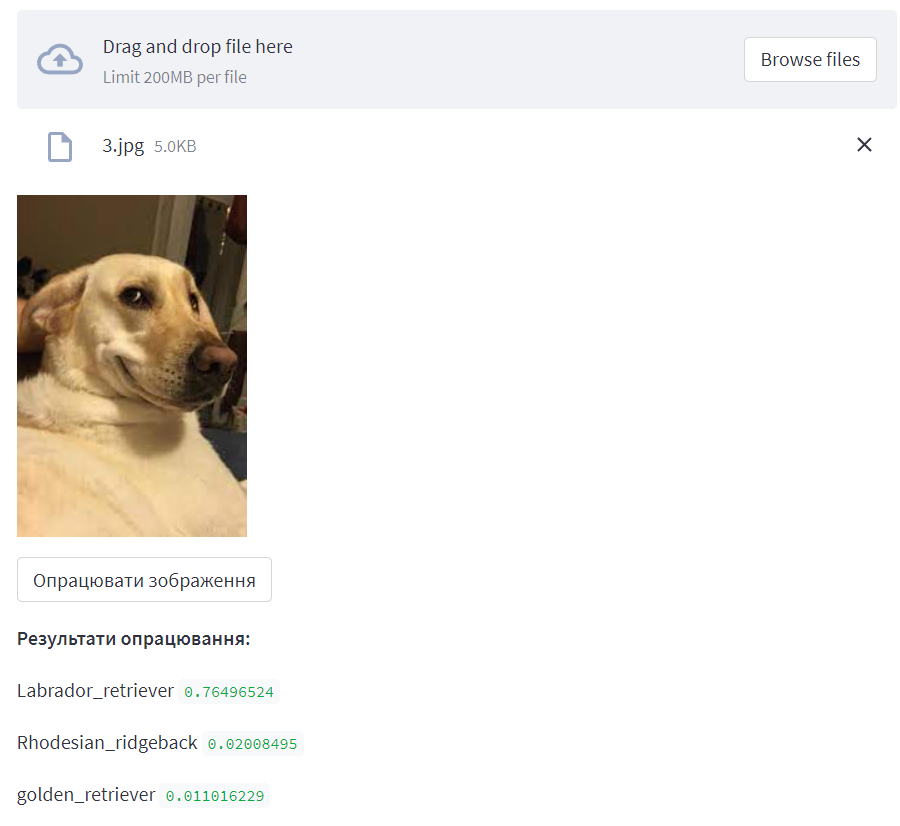 Drag and drop file here
Limit 200MB per file
Browse files
3.jpg 5.0KB
Опрацювати зображення
Результати опрацювання:
Labrador_retriever 0.76496524
Rhodesian_ridgeback 0.02008495
golden_retriever 0.011016229